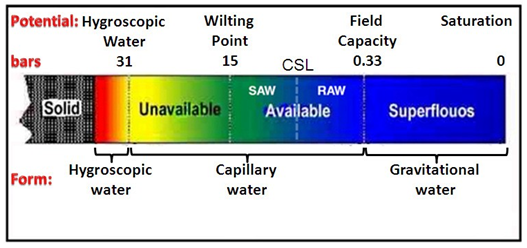 Potential: Hygroscopic Water Wilting Point Field Capacity Saturation
bars 31 15 CSL 0.33 0
Solid Unavailable SAW Available RAW Superflouos
Form: Hygroscopic water Capillary water Gravitational water